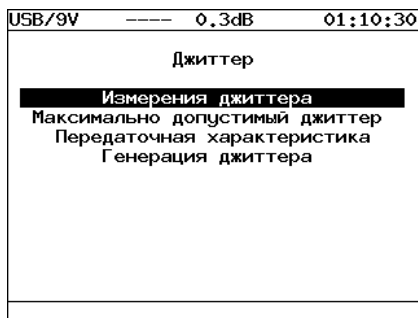 USB/9V ---- 0.3dB 01:10:30
Джиттер
Измерения джиттера
Максимально допустимый джиттер
Передаточная характеристика
Генерация джиттера